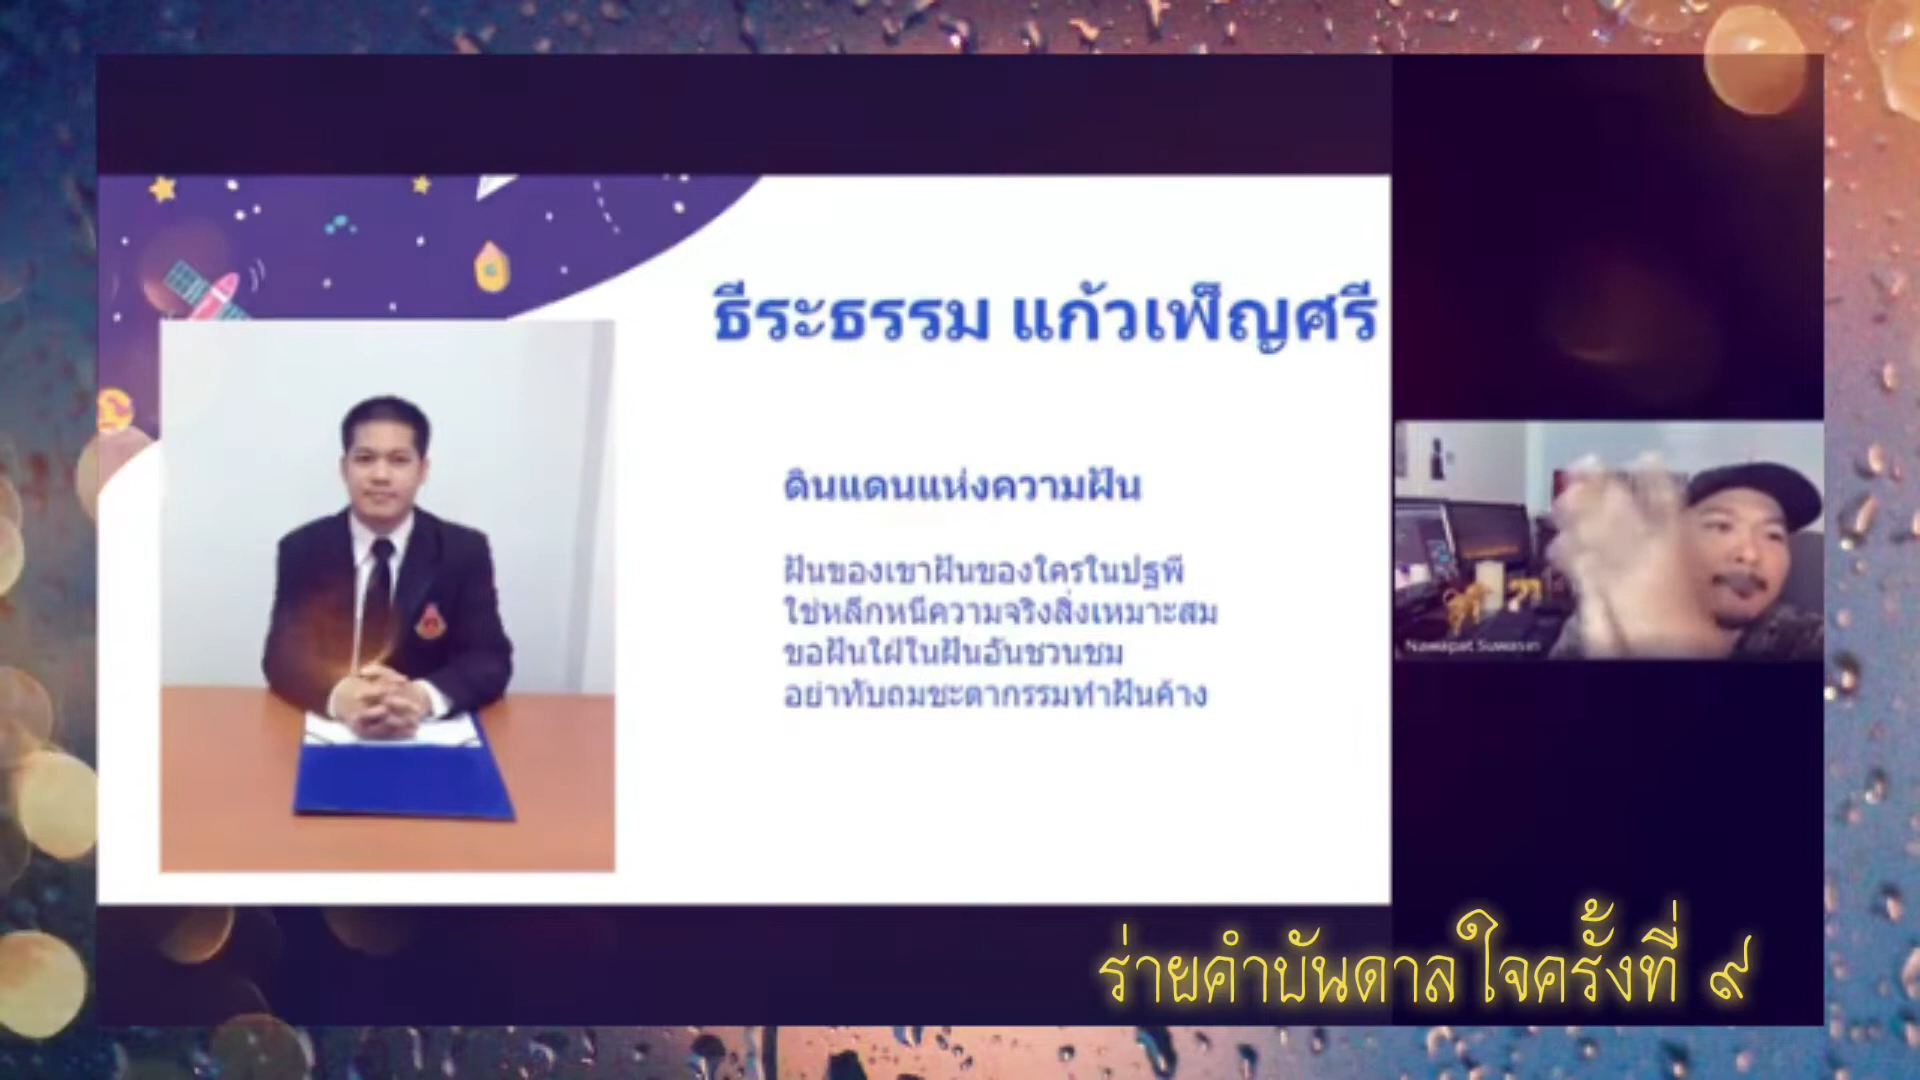 ธีระธรรม แก้วเพ็ญศรี
ดินแดนแห่งความฝัน
ฝันของเขาฝันของใครในปฐพี
ใช่หลีกหนีความจริงสิ่งเหมาะสม
ขอฝันใฝ่ในฝันอันชวนชม
อย่าทับถมชะตากรรมทำฝันค้าง
Nawapat Suwasin
ร่ายคำบันดาลใจครั้งที่ ๙